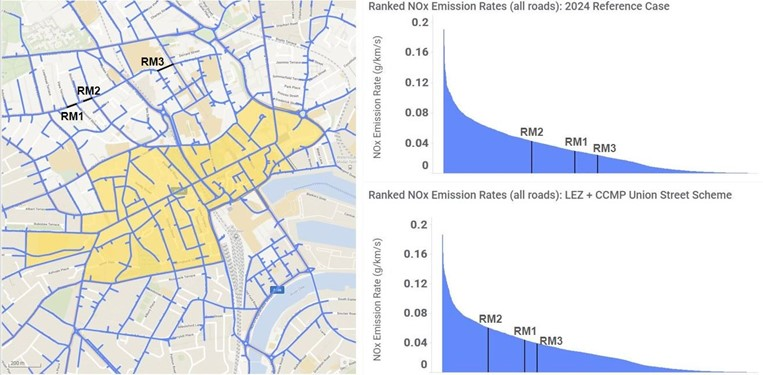 RM3
RM2
RM1
Ranked NOx Emission Rates (all roads): 2024 Reference Case
NOx Emission Rate (g/km/s)
0.2
0.16
0.12
0.08
0.04
0
RM2
RM1
RM3
Ranked NOx Emission Rates (all roads): LEZ + CCMP Union Street Scheme
NOx Emission Rate (g/km/s)
0.2
0.16
0.12
0.08
0.04
0
RM2
RM1
RM3